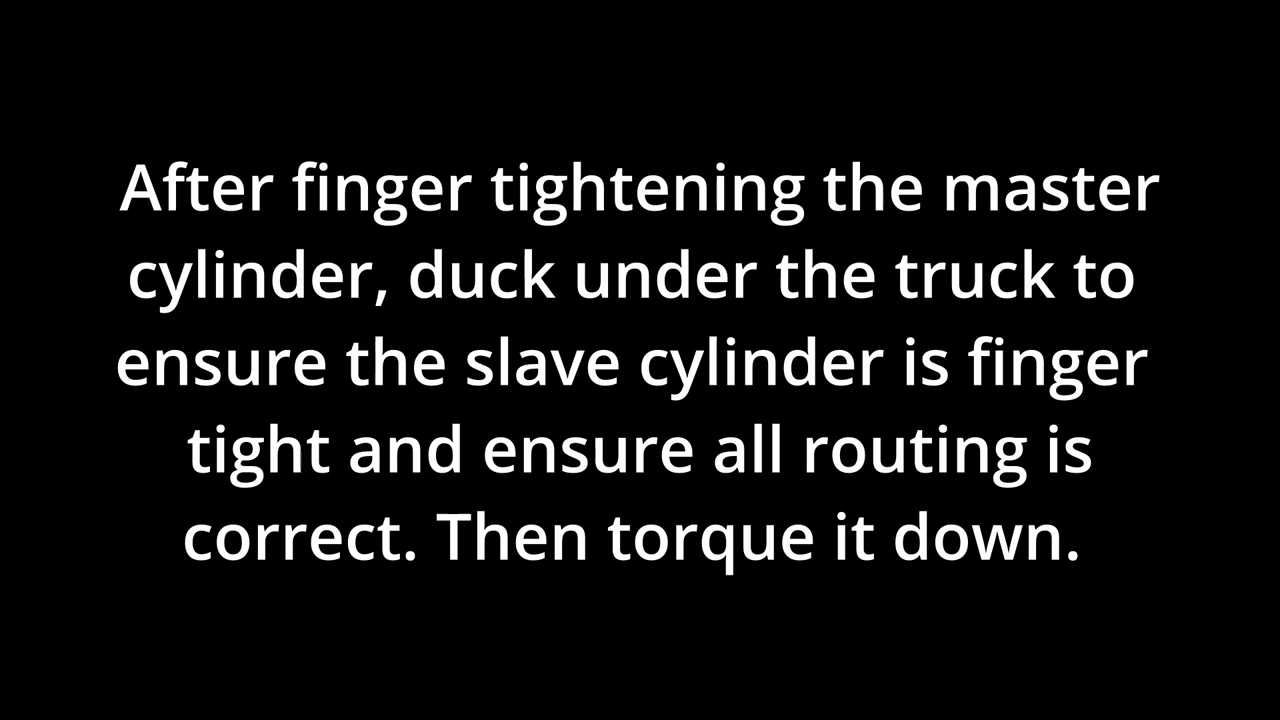 After finger tightening the master
cylinder, duck under the truck to
ensure the slave cylinder is finger
tight and ensure all routing is
correct. Then torque it down.